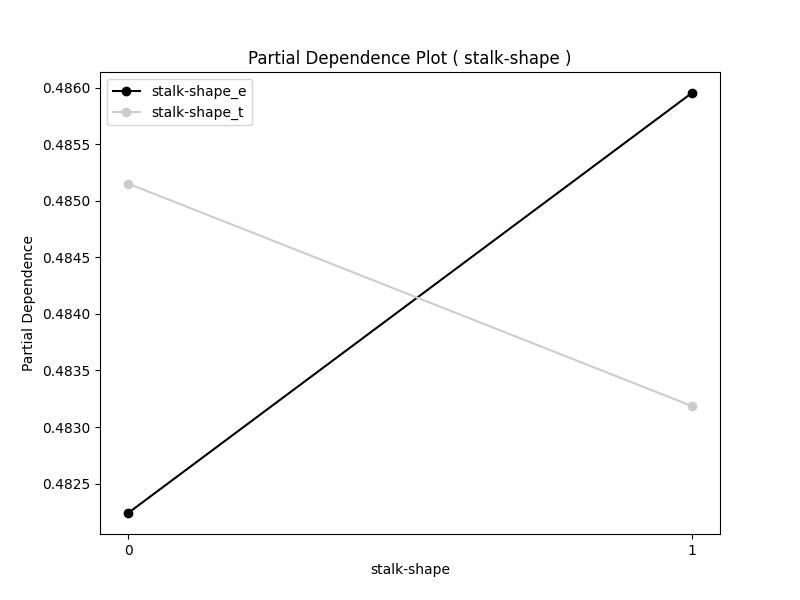 Partial Dependence Plot ( stalk-shape )
stalk-shape_e
stalk-shape_t
0.4860
0.4855
0.4850
0.4845
0.4840
0.4835
0.4830
0.4825
Partial Dependence
0
1
stalk-shape